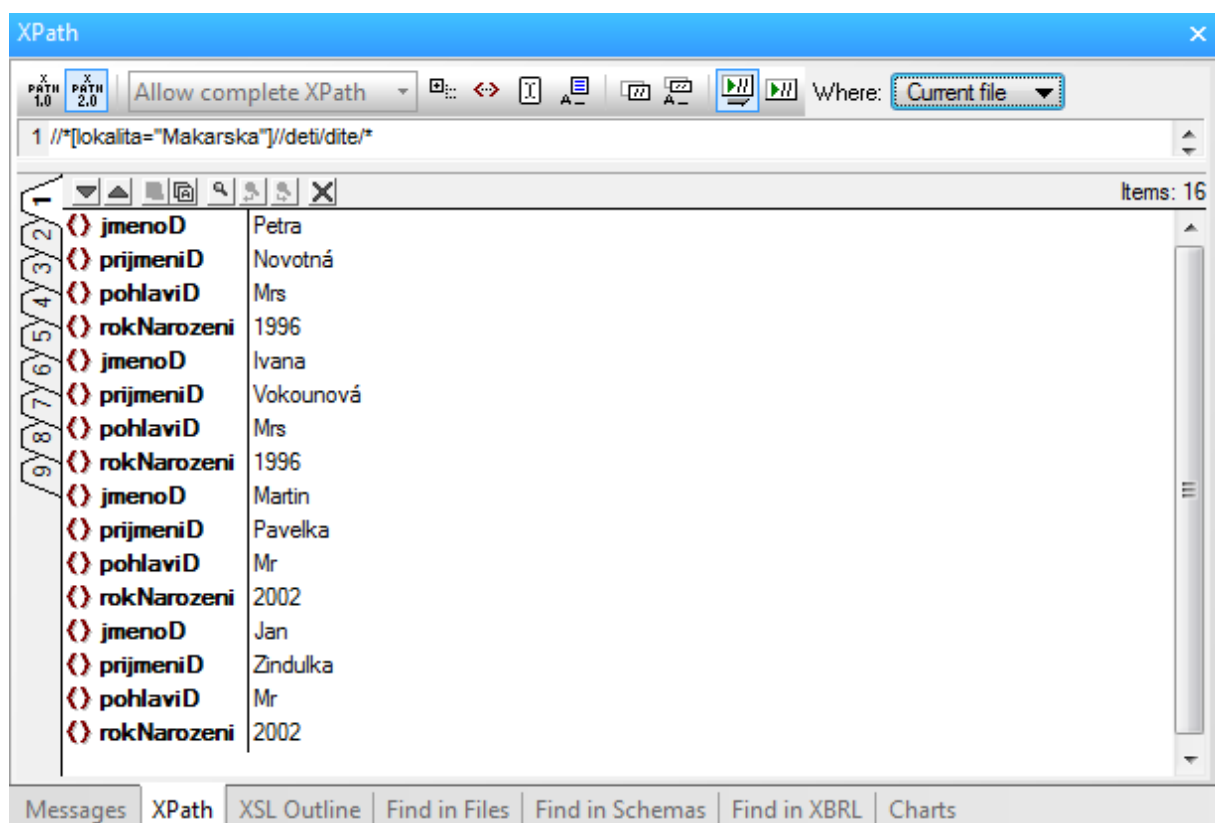 XPath
XPATH 1.0 XPATH 2.0 Allow complete XPath Where: Current file
1 //*[lokalita="Makarska"]//deti/dite/*
Items: 16
1
2
3
4
5
6
7
8
9
jmenoD Petra
prijmeniD Novotná
pohlaviD Mrs
rokNarozeni 1996
jmenoD Ivana
prijmeniD Vokounová
pohlaviD Mrs
rokNarozeni 1996
jmenoD Martin
prijmeniD Pavelka
pohlaviD Mr
rokNarozeni 2002
jmenoD Jan
prijmeniD Zindulka
pohlaviD Mr
rokNarozeni 2002
Messages XPath XSL Outline Find in Files Find in Schemas Find in XBRL Charts